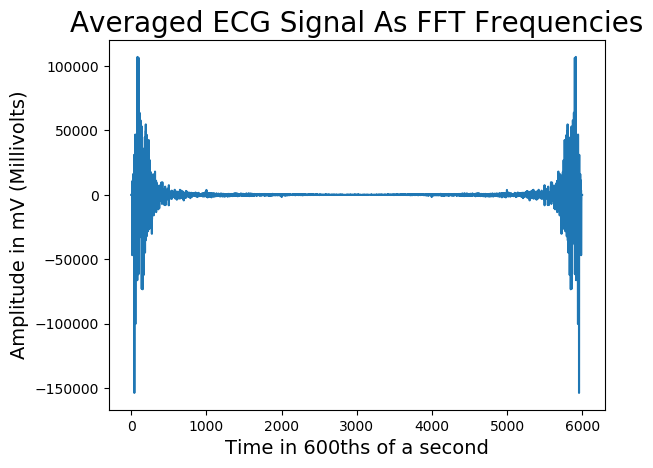 Averaged ECG Signal As FFT Frequencies
Amplitude in mV (Millivolts)
100000
50000
0
−50000
−100000
−150000
0 1000 2000 3000 4000 5000 6000
Time in 600ths of a second